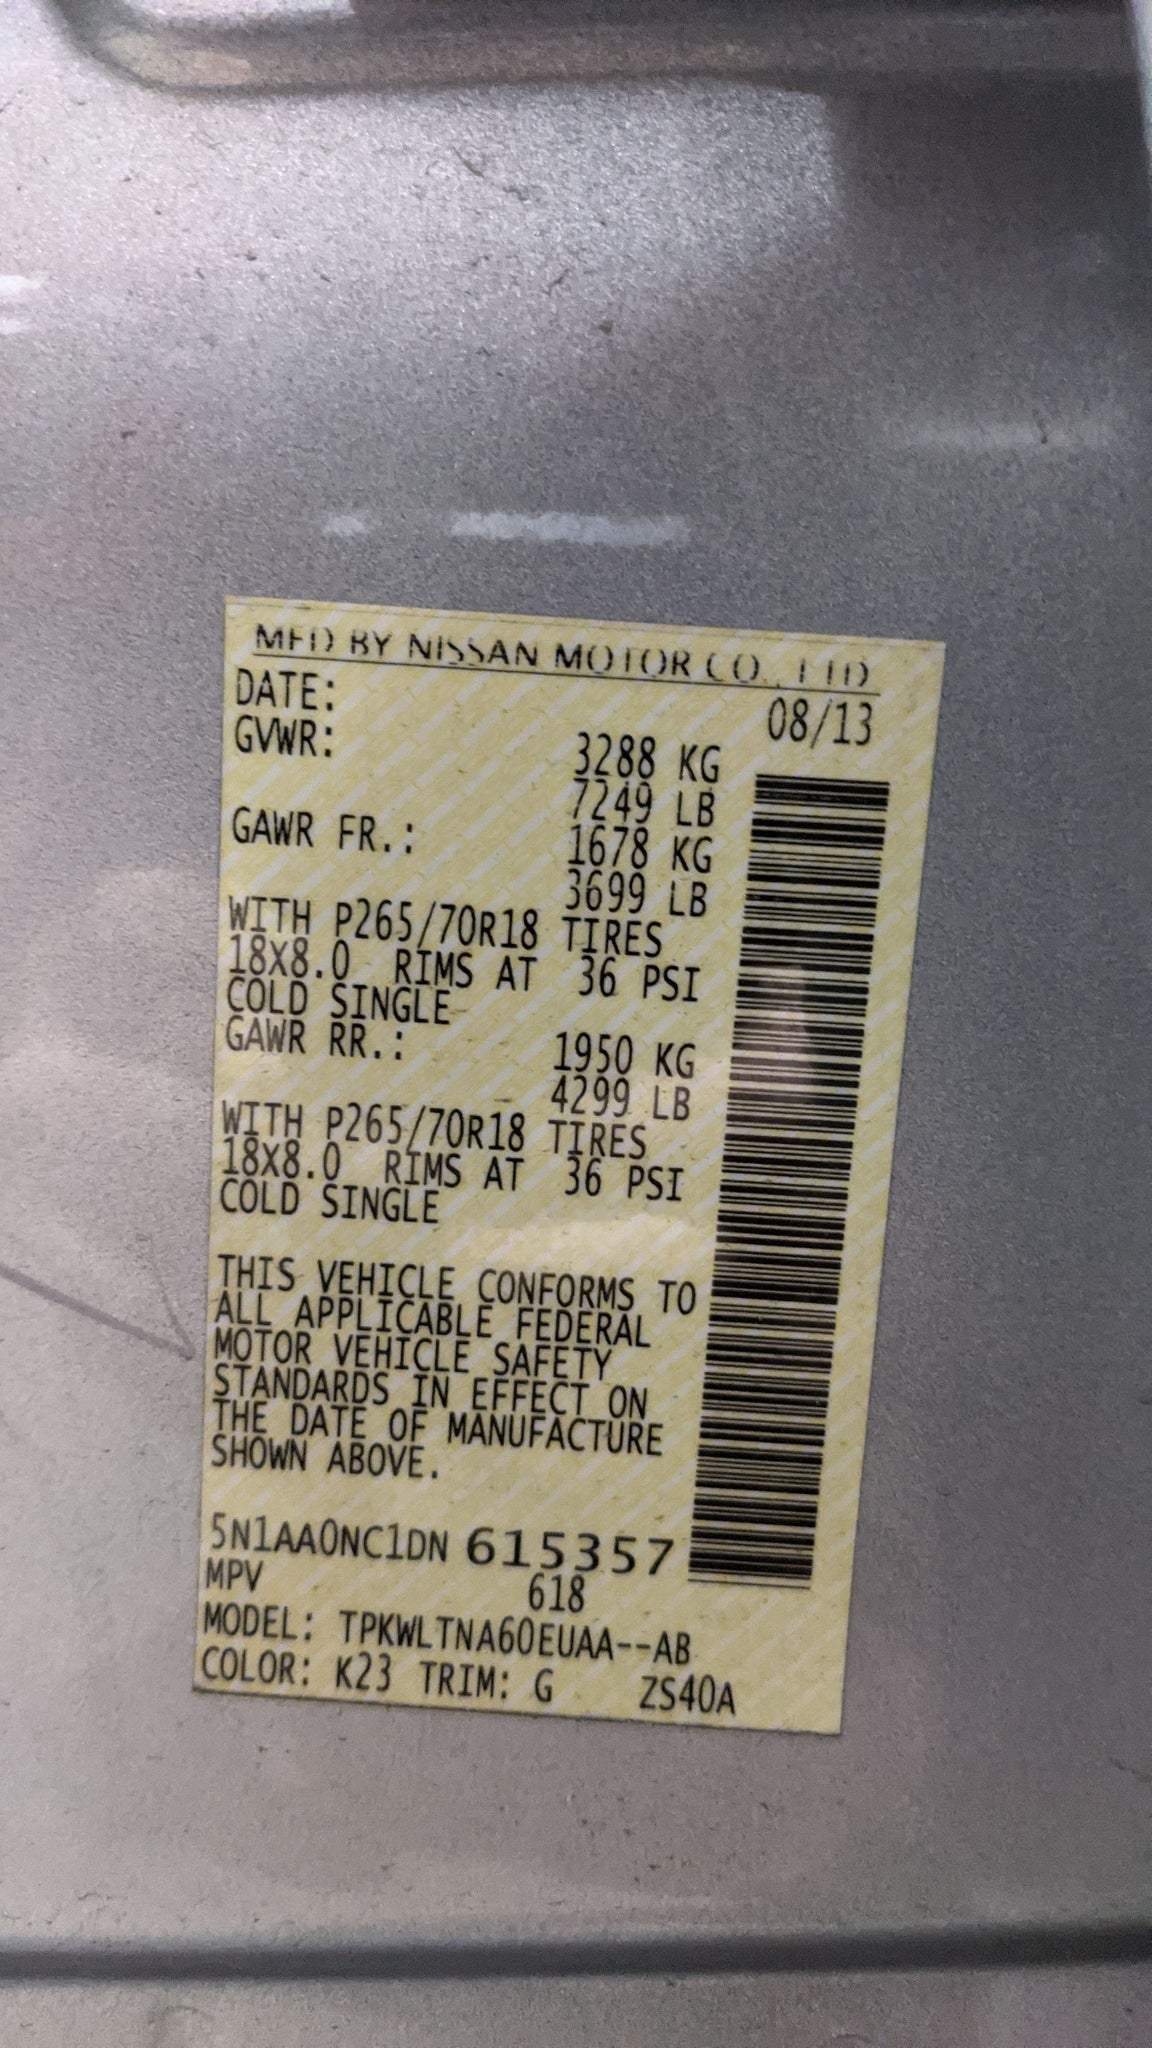 MFD BY NISSAN MOTOR CO., LTD
DATE: 08/13
GVWR: 3288 KG
7249 LB
GAWR FR.: 1678 KG
3699 LB
WITH P265/70R18 TIRES
18X8.0 RIMS AT 36 PSI
COLD SINGLE
GAWR RR.: 1950 KG
4299 LB
WITH P265/70R18 TIRES
18X8.0 RIMS AT 36 PSI
COLD SINGLE
THIS VEHICLE CONFORMS TO
ALL APPLICABLE FEDERAL
MOTOR VEHICLE SAFETY
STANDARDS IN EFFECT ON
THE DATE OF MANUFACTURE
SHOWN ABOVE.
5N1AA0NC1DN 615357
MPV 618
MODEL: TPKWLTNA60EUAA--AB
COLOR: K23 TRIM: G ZS40A